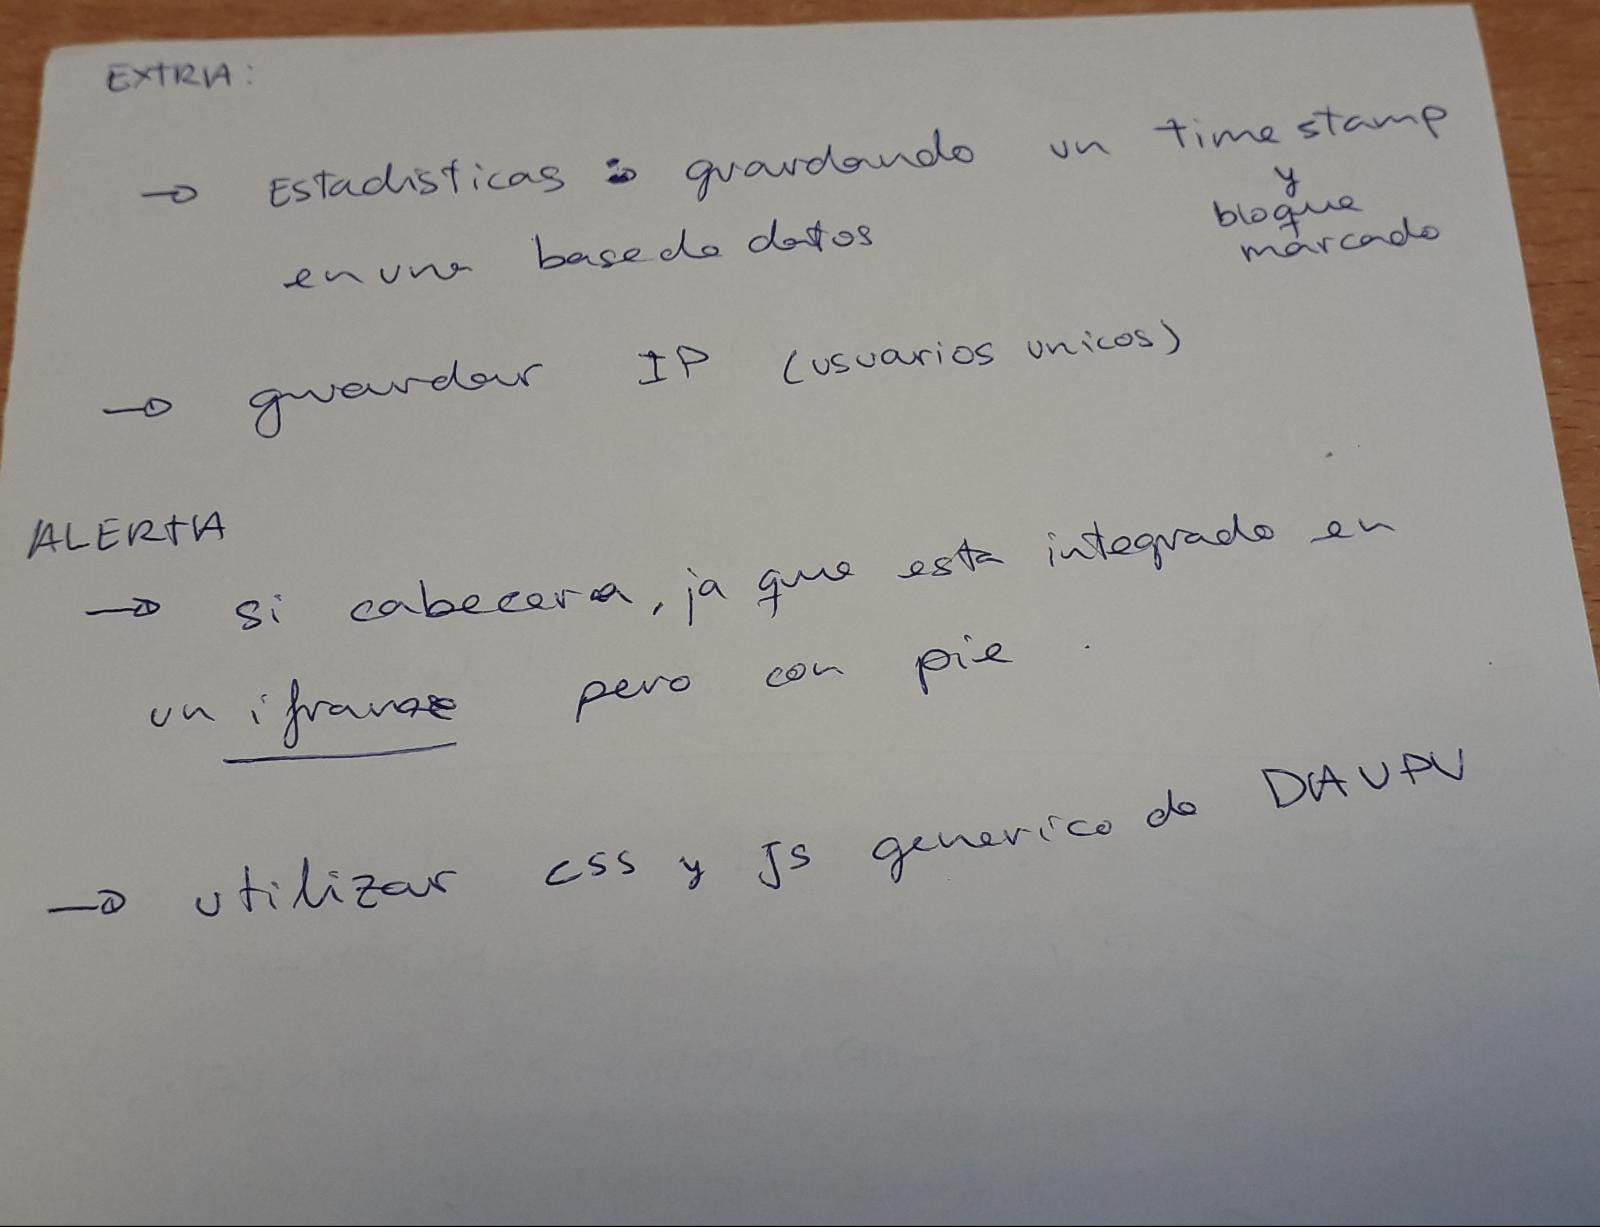 EXTRA:
→ Estadisticas : guardando un timestamp
y
bloque
marcado
en una base de datos
→ guardar IP (usuarios unicos)
ALERTA
→ si cabecera, ja que esta integrado en
un iframe pero con pie.
→ utilizar css y JS generico de DAUPV